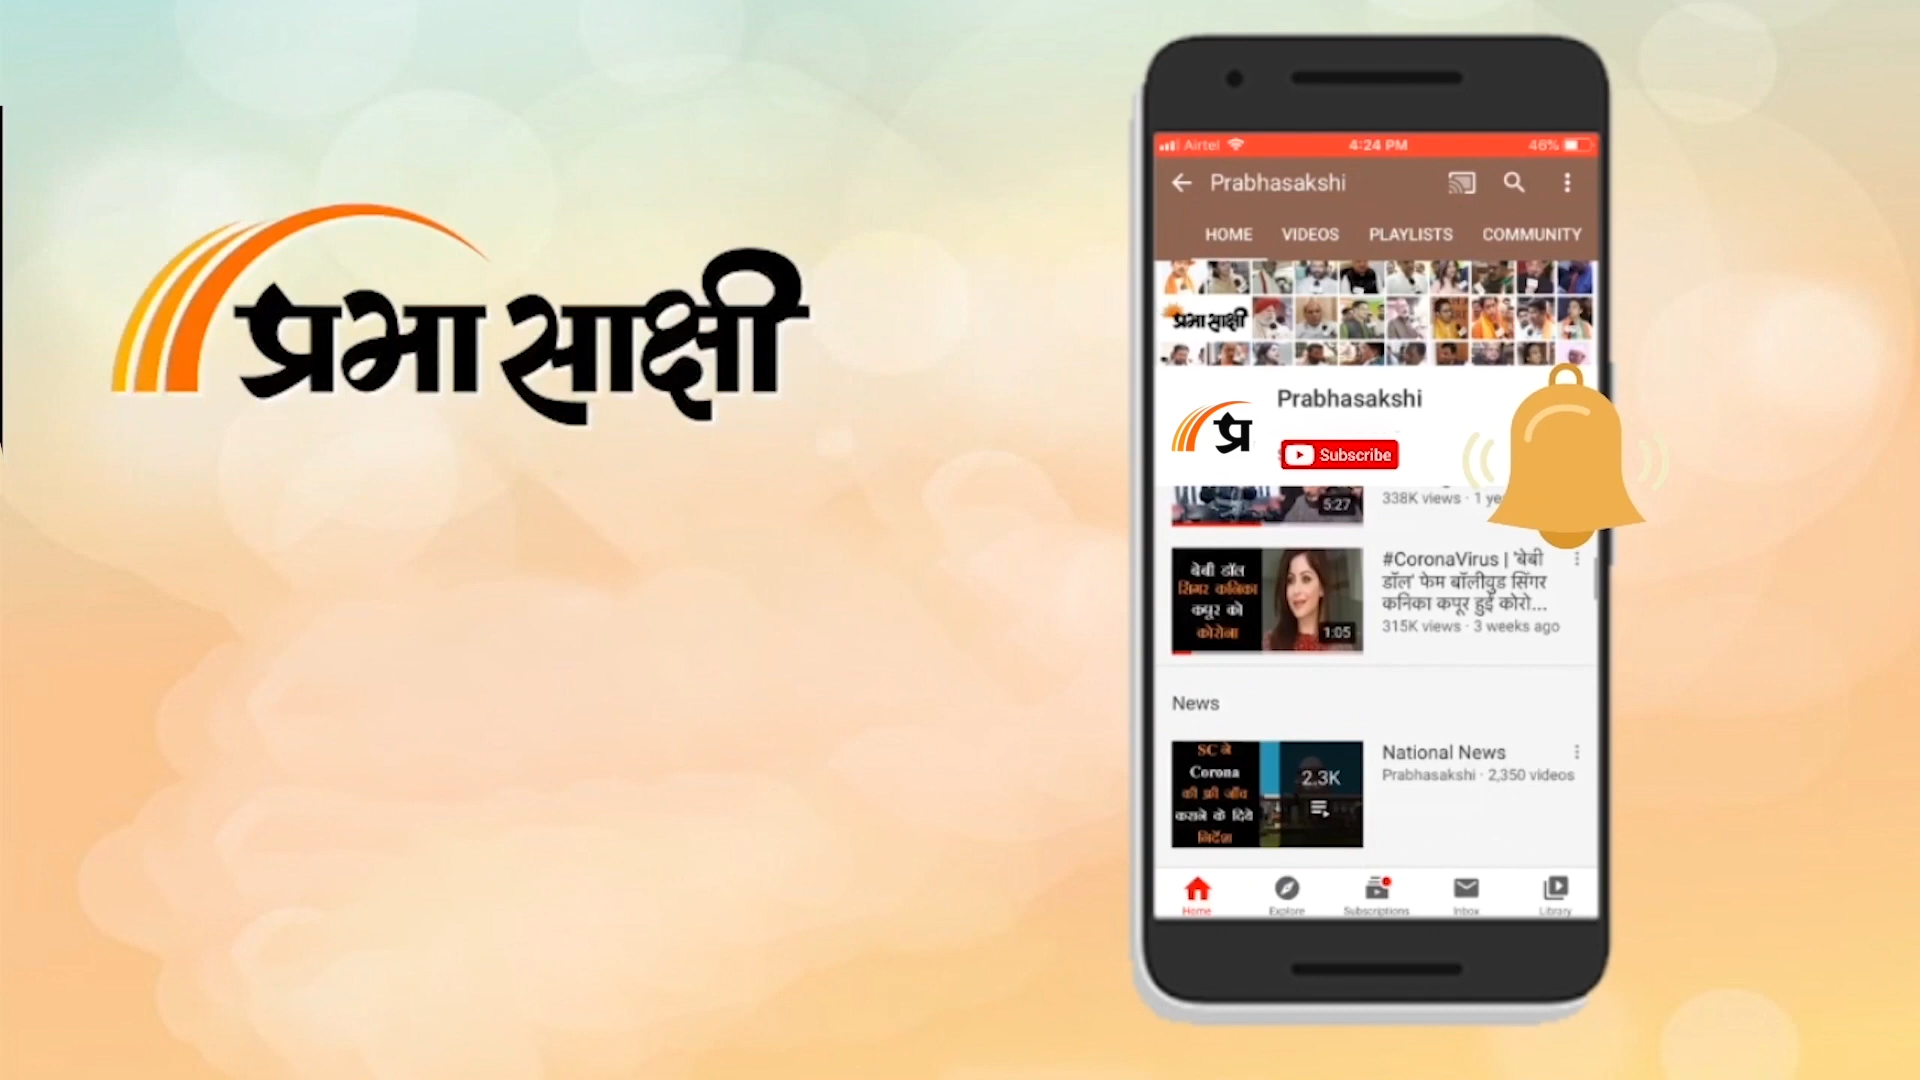 प्रभासाक्षी
Airtel 4:24 PM 46%
Prabhasakshi
HOME VIDEOS PLAYLISTS COMMUNITY
प्रभासाक्षी
Prabhasakshi
प्र
Subscribe
5:27
338K views · 1 ye
बेबी डॉल
सिंगर कनिका
कपूर को
कोरोना
1:05
#CoronaVirus | 'बेबी
डॉल' फेम बॉलीवुड सिंगर
कनिका कपूर हुई कोरो...
315K views · 3 weeks ago
News
SC ने
Corona
की फ्री जाँच
कराने के दिये
निर्देश
2.3K
National News
Prabhasakshi · 2,350 videos
Home Explore Subscriptions Inbox Library